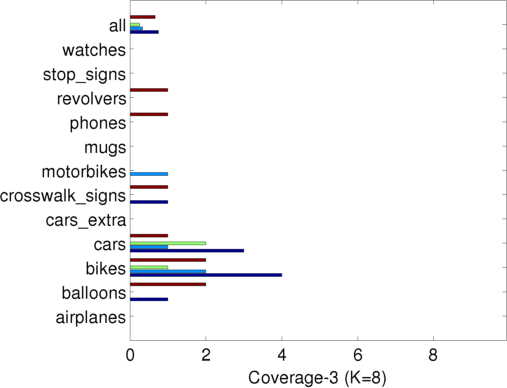 all
watches
stop_signs
revolvers
phones
mugs
motorbikes
crosswalk_signs
cars_extra
cars
bikes
balloons
airplanes
0 2 4 6 8
Coverage-3 (K=8)